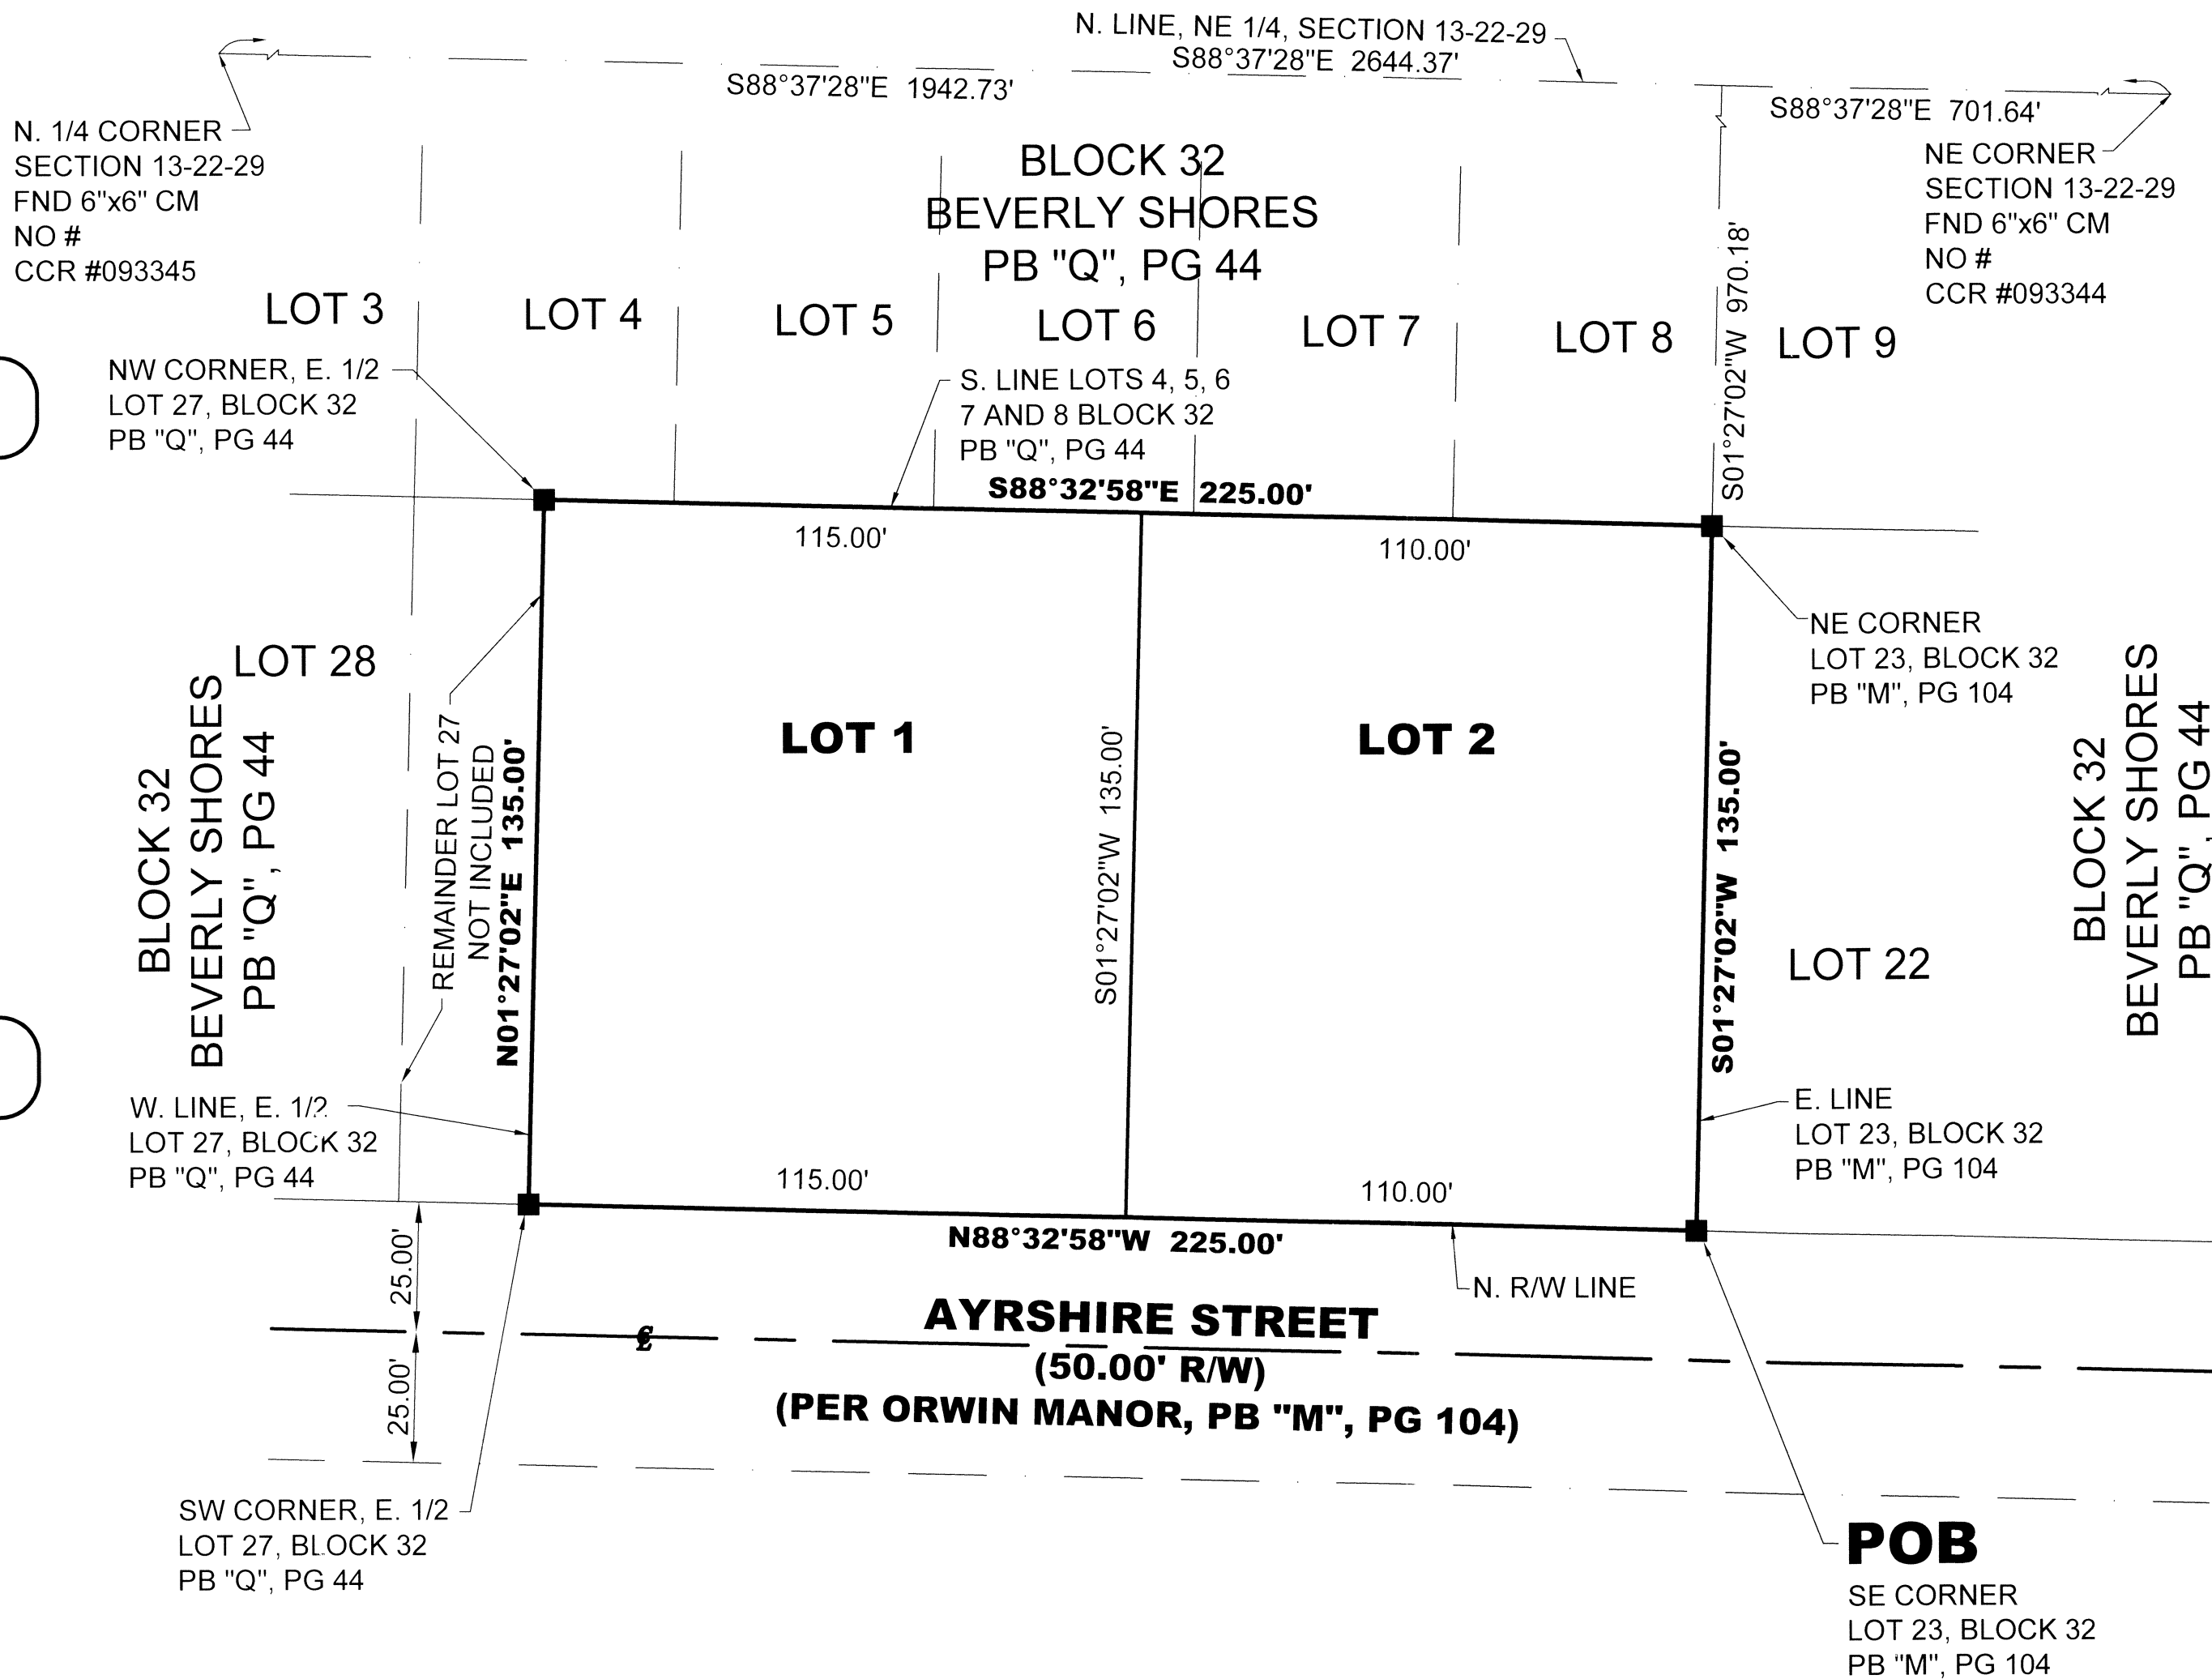 N. LINE, NE 1/4, SECTION 13-22-29
S88°37'28"E 2644.37'
S88°37'28"E 1942.73'
S88°37'28"E 701.64'
N. 1/4 CORNER
SECTION 13-22-29
FND 6"x6" CM
NO #
CCR #093345
NE CORNER
SECTION 13-22-29
FND 6"x6" CM
NO #
CCR #093344
BLOCK 32
BEVERLY SHORES
PB "Q", PG 44
LOT 3
LOT 4
LOT 5
LOT 6
LOT 7
LOT 8
LOT 9
S01°27'02"W 970.18'
NW CORNER, E. 1/2
LOT 27, BLOCK 32
PB "Q", PG 44
S. LINE LOTS 4, 5, 6
7 AND 8 BLOCK 32
PB "Q", PG 44
S88°32'58"E 225.00'
115.00'
110.00'
NE CORNER
LOT 23, BLOCK 32
PB "M", PG 104
LOT 28
BLOCK 32
BEVERLY SHORES
PB "Q", PG 44
REMAINDER LOT 27
NOT INCLUDED
N01°27'02"E 135.00'
LOT 1
S01°27'02"W 135.00'
LOT 2
S01°27'02"W 135.00'
LOT 22
BLOCK 32
BEVERLY SHORES
PB "Q", PG 44
W. LINE, E. 1/2
LOT 27, BLOCK 32
PB "Q", PG 44
E. LINE
LOT 23, BLOCK 32
PB "M", PG 104
115.00'
110.00'
N88°32'58"W 225.00'
N. R/W LINE
25.00'
25.00'
℄
AYRSHIRE STREET
(50.00' R/W)
(PER ORWIN MANOR, PB "M", PG 104)
SW CORNER, E. 1/2
LOT 27, BLOCK 32
PB "Q", PG 44
POB
SE CORNER
LOT 23, BLOCK 32
PB "M", PG 104